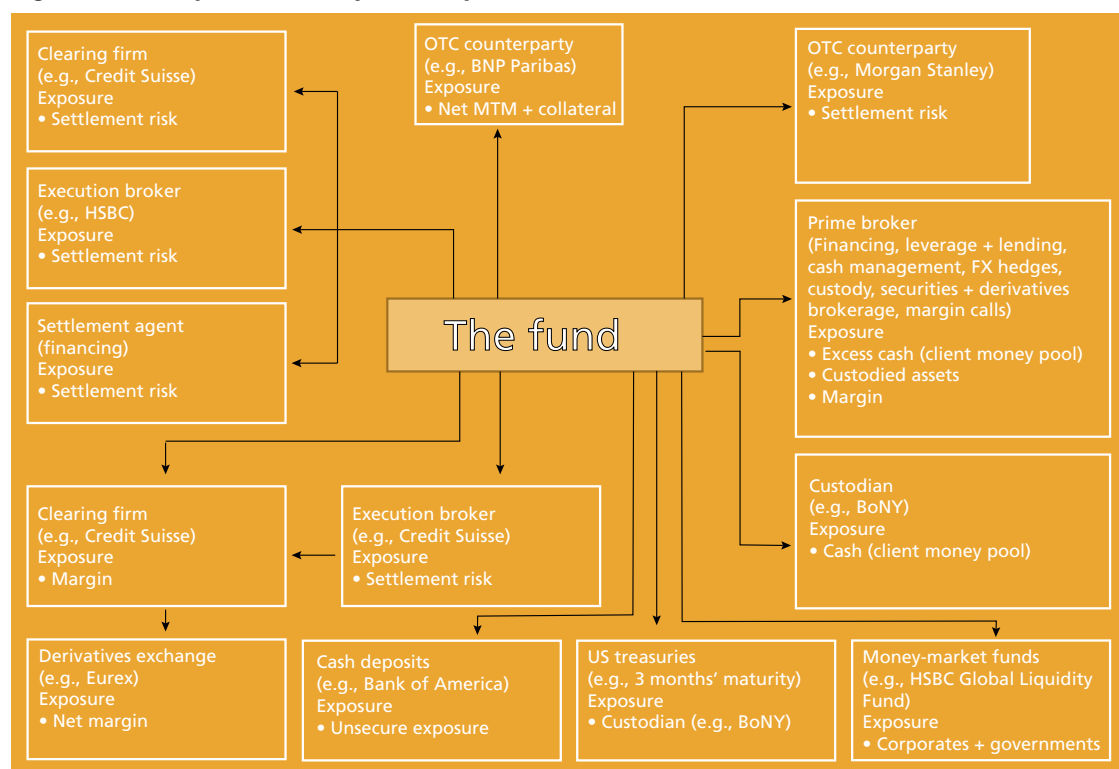 Clearing firm
(e.g., Credit Suisse)
Exposure
• Settlement risk
OTC counterparty
(e.g., BNP Paribas)
Exposure
• Net MTM + collateral
OTC counterparty
(e.g., Morgan Stanley)
Exposure
• Settlement risk
Execution broker
(e.g., HSBC)
Exposure
• Settlement risk
Prime broker
(Financing, leverage + lending,
cash management, FX hedges,
custody, securities + derivatives
brokerage, margin calls)
Exposure
• Excess cash (client money pool)
• Custodied assets
• Margin
Settlement agent
(financing)
Exposure
• Settlement risk
The fund
Clearing firm
(e.g., Credit Suisse)
Exposure
• Margin
Execution broker
(e.g., Credit Suisse)
Exposure
• Settlement risk
Custodian
(e.g., BoNY)
Exposure
• Cash (client money pool)
Derivatives exchange
(e.g., Eurex)
Exposure
• Net margin
Cash deposits
(e.g., Bank of America)
Exposure
• Unsecure exposure
US treasuries
(e.g., 3 months' maturity)
Exposure
• Custodian (e.g., BoNY)
Money-market funds
(e.g., HSBC Global Liquidity
Fund)
Exposure
• Corporates + governments